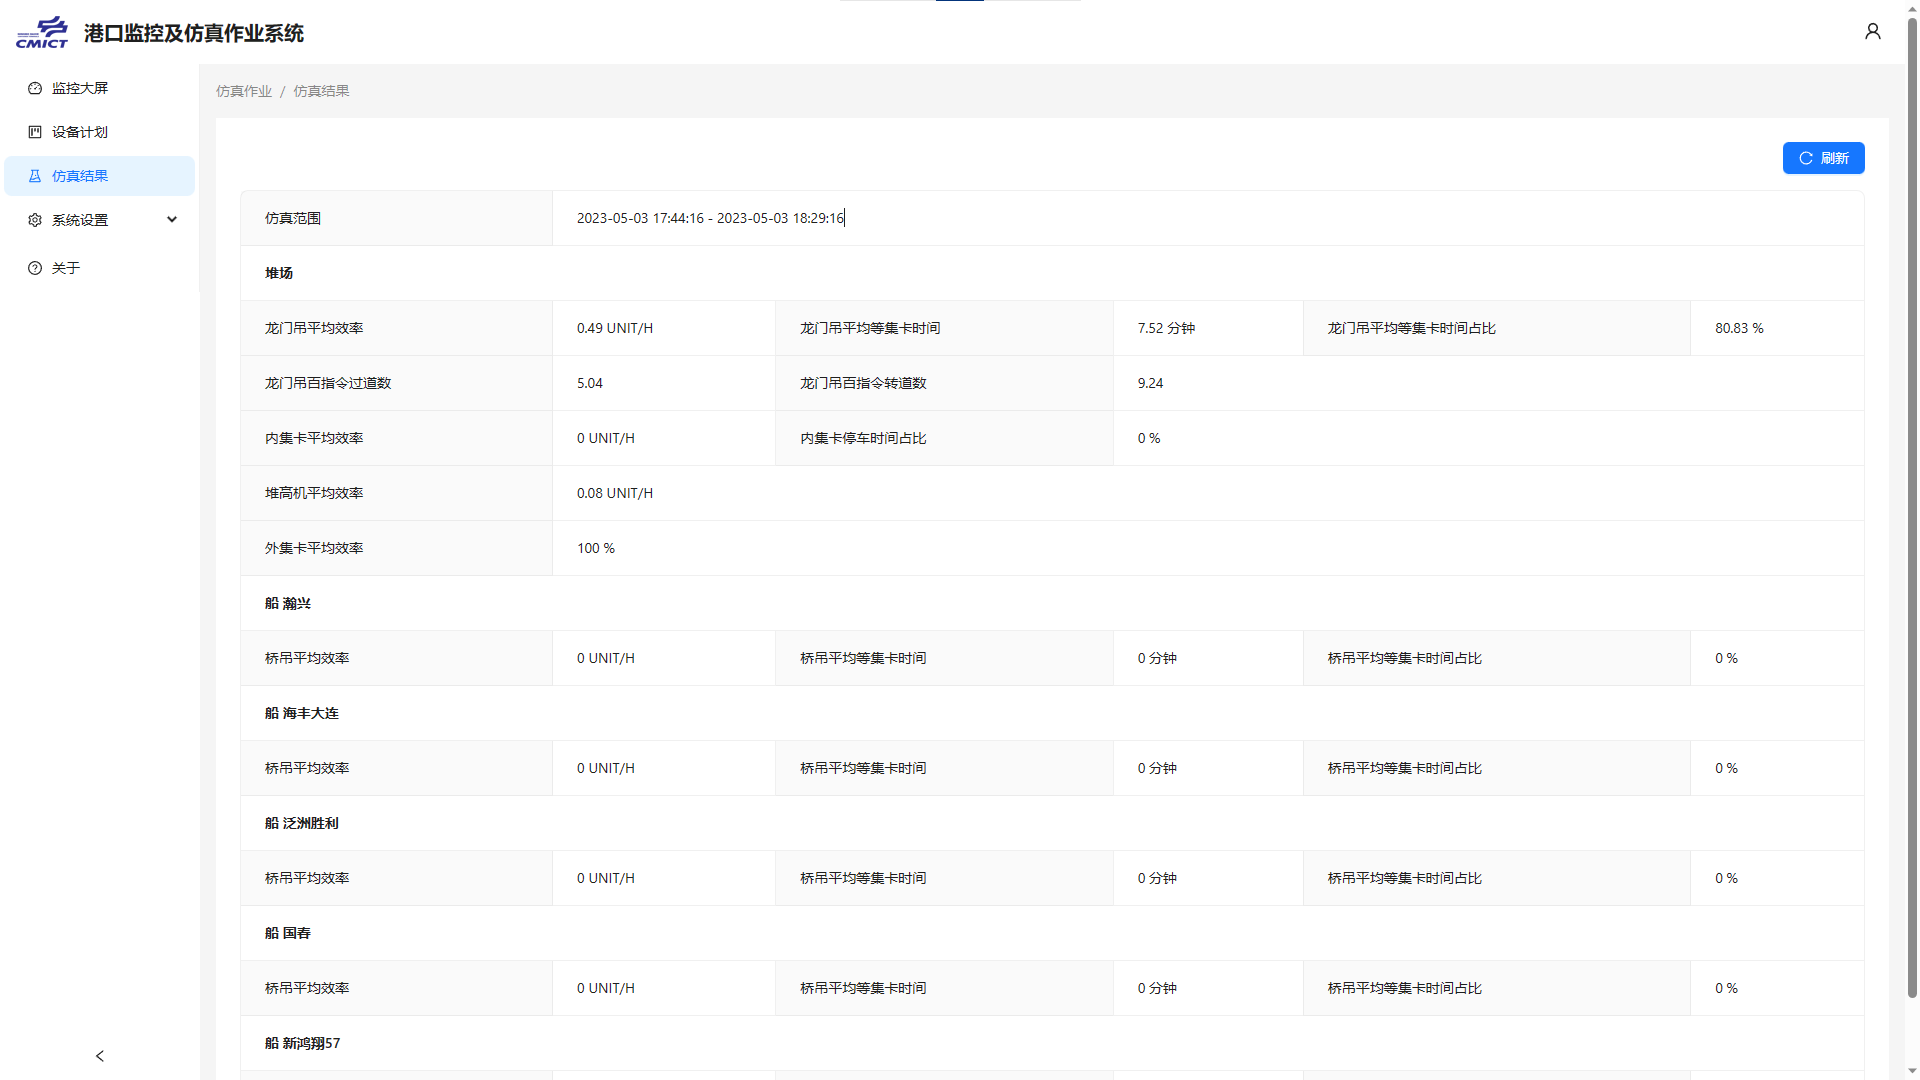 CMICT 港口监控及仿真作业系统
监控大屏
设备计划
仿真结果
系统设置
关于
仿真作业 / 仿真结果
刷新
仿真范围 2023-05-03 17:44:16 - 2023-05-03 18:29:16
堆场
龙门吊平均效率 0.49 UNIT/H 龙门吊平均等集卡时间 7.52 分钟 龙门吊平均等集卡时间占比 80.83 %
龙门吊百指令过道数 5.04 龙门吊百指令转道数 9.24
内集卡平均效率 0 UNIT/H 内集卡停车时间占比 0 %
堆高机平均效率 0.08 UNIT/H
外集卡平均效率 100 %
船 瀚兴
桥吊平均效率 0 UNIT/H 桥吊平均等集卡时间 0 分钟 桥吊平均等集卡时间占比 0 %
船 海丰大连
桥吊平均效率 0 UNIT/H 桥吊平均等集卡时间 0 分钟 桥吊平均等集卡时间占比 0 %
船 泛洲胜利
桥吊平均效率 0 UNIT/H 桥吊平均等集卡时间 0 分钟 桥吊平均等集卡时间占比 0 %
船 国春
桥吊平均效率 0 UNIT/H 桥吊平均等集卡时间 0 分钟 桥吊平均等集卡时间占比 0 %
船 新鸿翔57